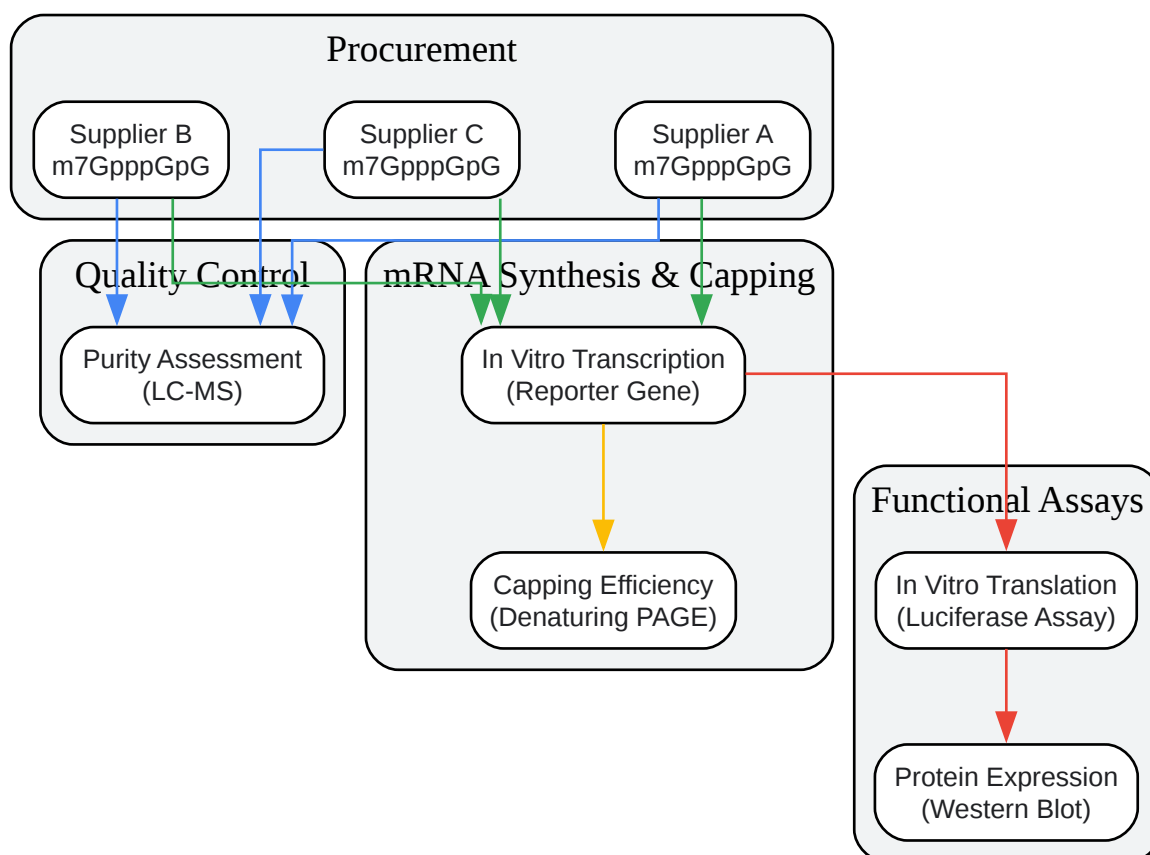 Procurement
Supplier B
m7GpppGpG
Supplier C
m7GpppGpG
Supplier A
m7GpppGpG
Quality Control
Purity Assessment
(LC-MS)
mRNA Synthesis & Capping
In Vitro Transcription
(Reporter Gene)
Capping Efficiency
(Denaturing PAGE)
Functional Assays
In Vitro Translation
(Luciferase Assay)
Protein Expression
(Western Blot)